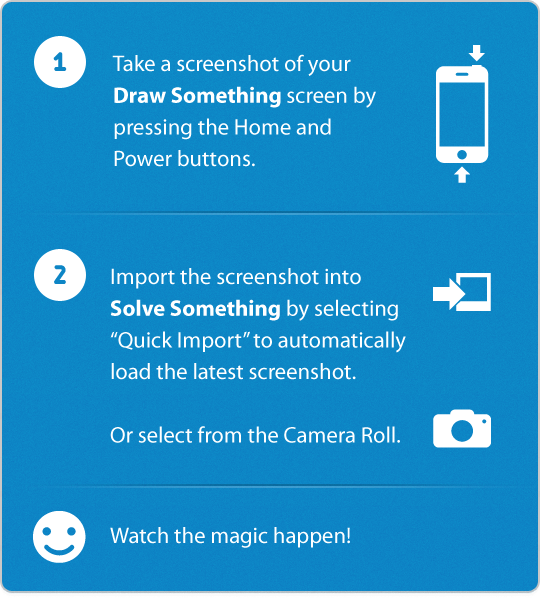 1
Take a screenshot of your
Draw Something screen by
pressing the Home and
Power buttons.
2
Import the screenshot into
Solve Something by selecting
“Quick Import” to automatically
load the latest screenshot.
Or select from the Camera Roll.
Watch the magic happen!